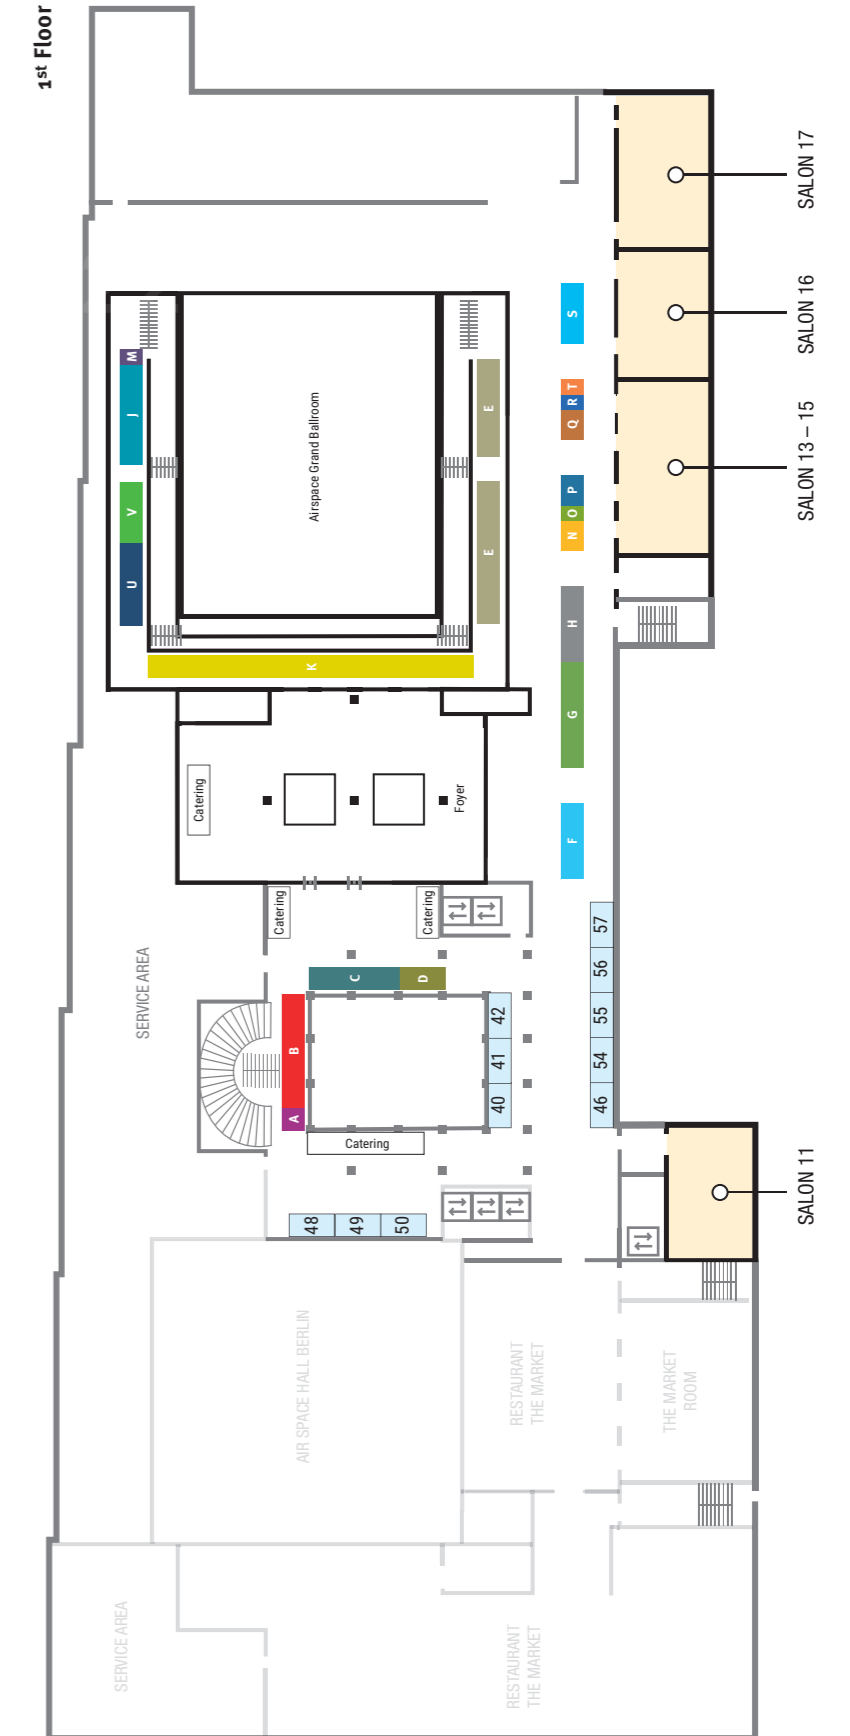 1st Floor
SALON 17
SALON 16
SALON 13 – 15
SALON 11
M
J
V
U
Airspace Grand Ballroom
E
E
K
S
T
R
Q
P
O
N
H
G
F
Catering
Foyer
Catering
Catering
SERVICE AREA
C
D
B
A
42
41
40
57
56
55
54
46
Catering
48
49
50
AIR SPACE HALL BERLIN
RESTAURANT
THE MARKET
THE MARKET
ROOM
SERVICE AREA
RESTAURANT
THE MARKET